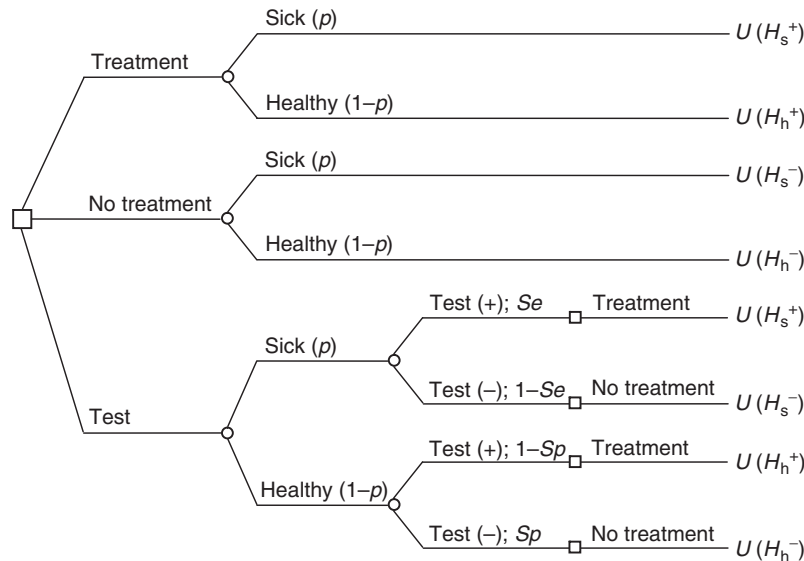 Sick (p) U (Hs+)
Treatment
Healthy (1–p) U (Hh+)
Sick (p) U (Hs–)
No treatment
Healthy (1–p) U (Hh–)
Test (+); Se Treatment U (Hs+)
Sick (p)
Test (–); 1–Se No treatment U (Hs–)
Test
Test (+); 1–Sp Treatment U (Hh+)
Healthy (1–p)
Test (–); Sp No treatment U (Hh–)